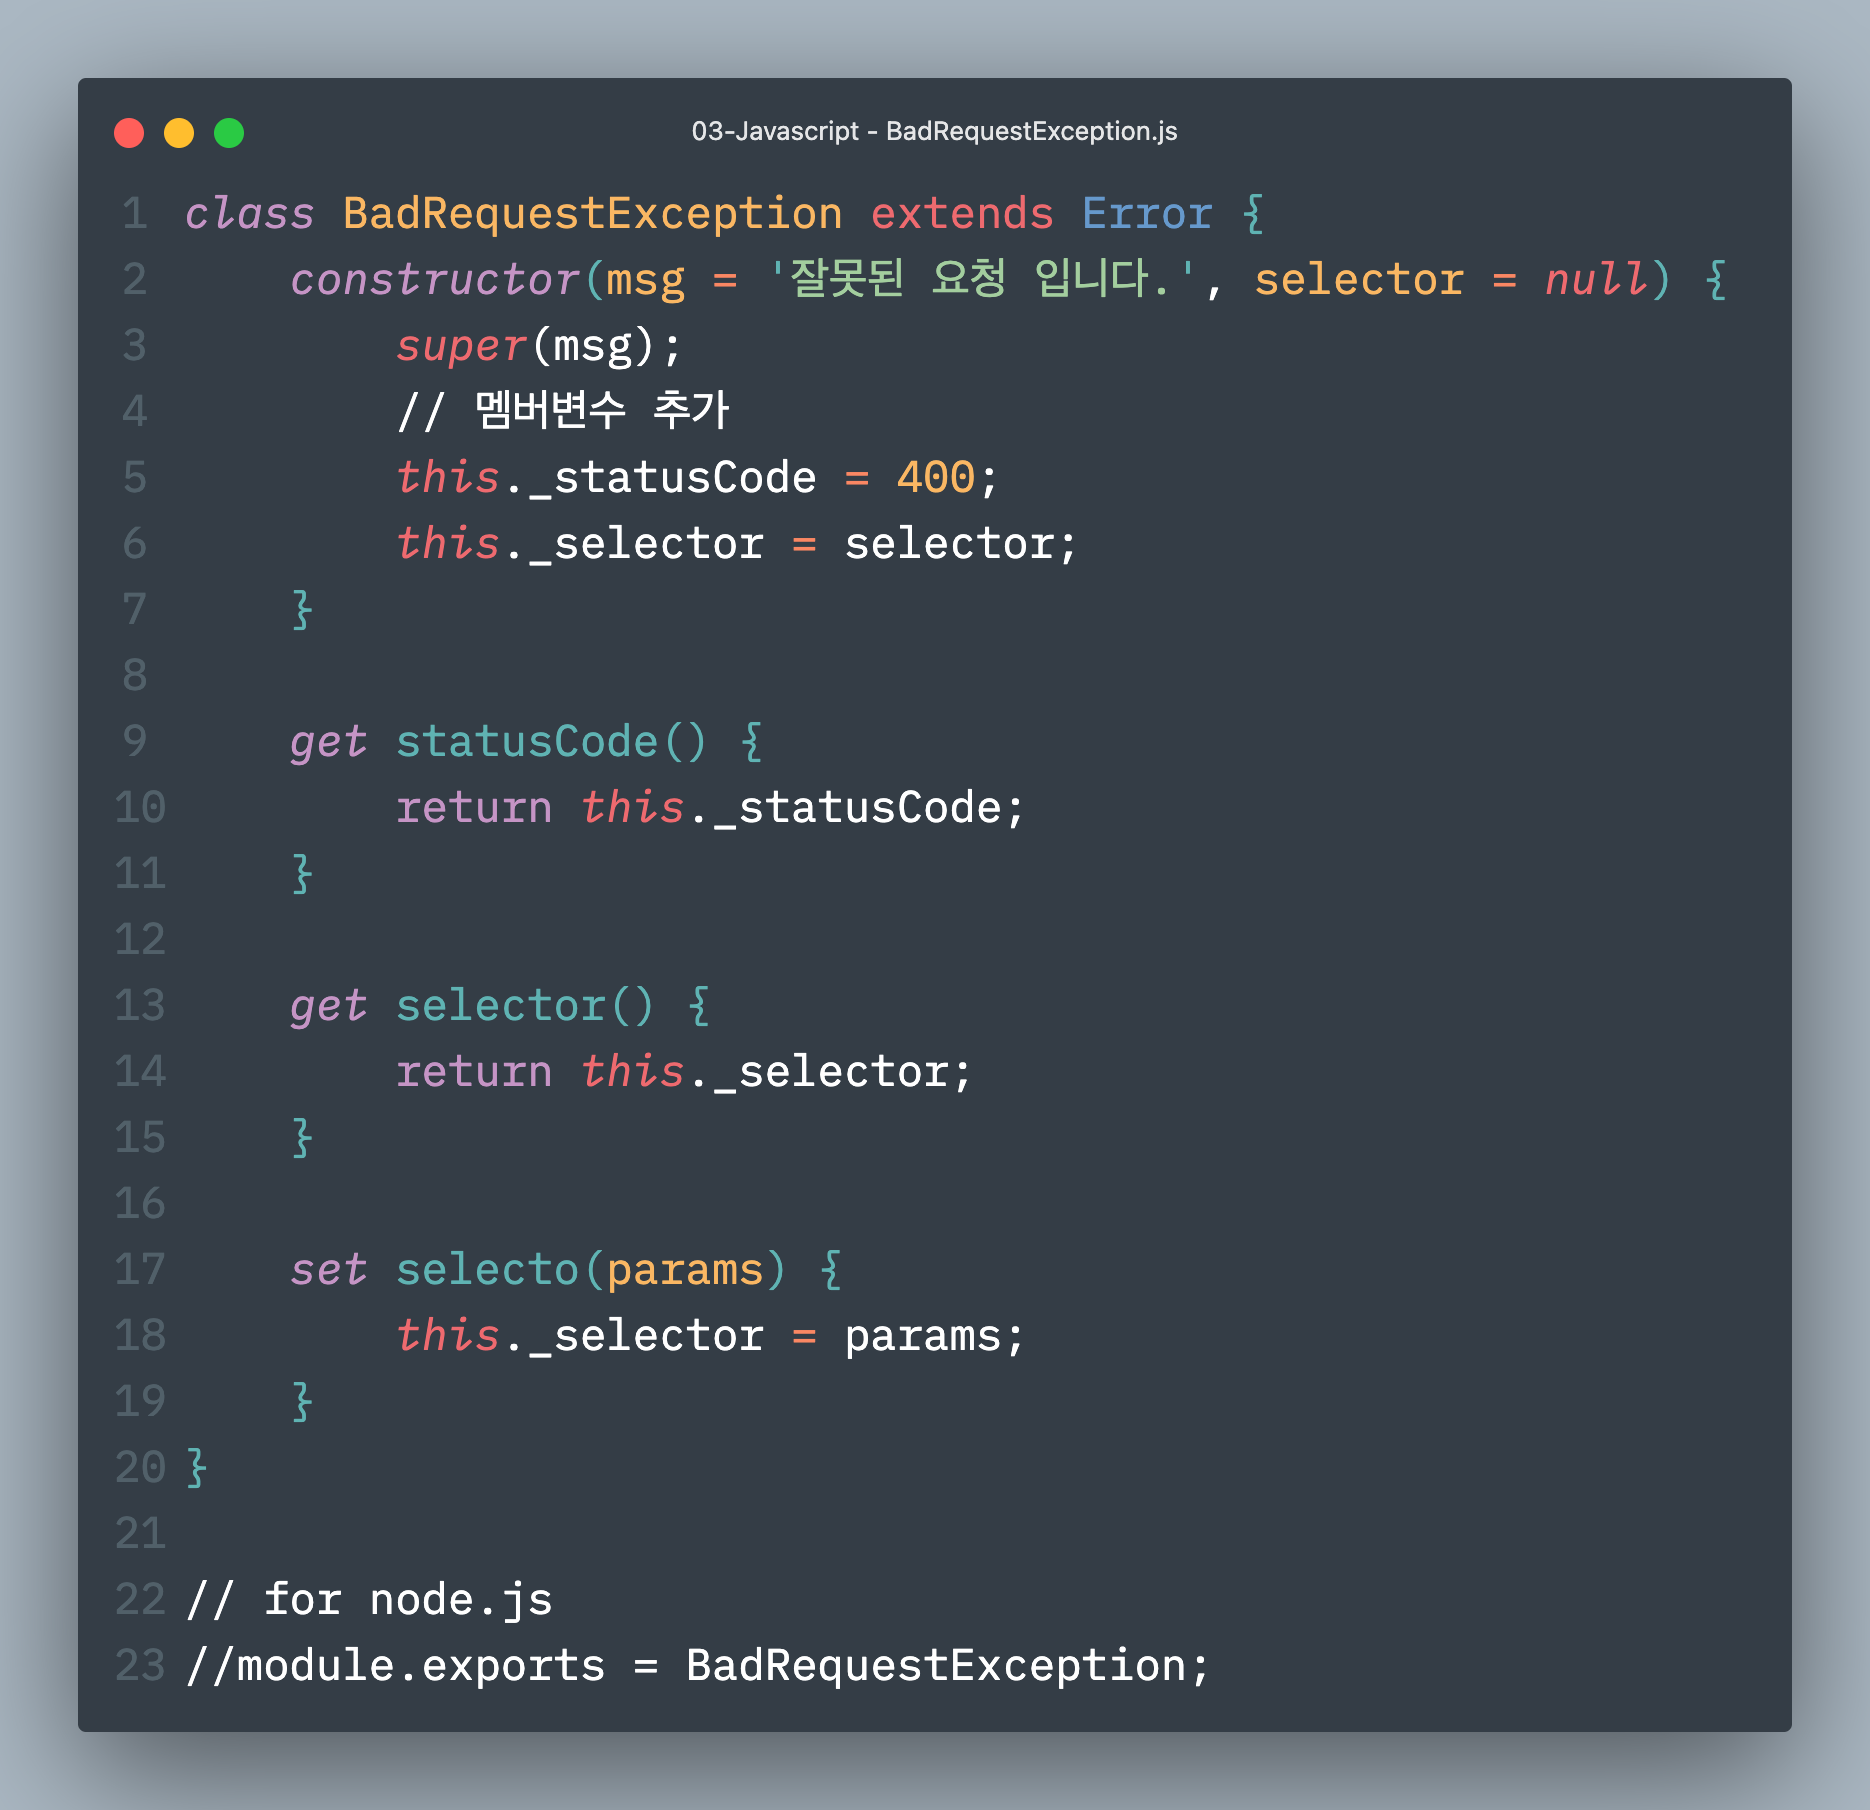 03-Javascript - BadRequestException.js
1 class BadRequestException extends Error {
2     constructor(msg = '잘못된 요청 입니다.', selector = null) {
3         super(msg);
4         // 멤버변수 추가
5         this._statusCode = 400;
6         this._selector = selector;
7     }
8
9     get statusCode() {
10         return this._statusCode;
11     }
12
13     get selector() {
14         return this._selector;
15     }
16
17     set selecto(params) {
18         this._selector = params;
19     }
20 }
21
22 // for node.js
23 //module.exports = BadRequestException;